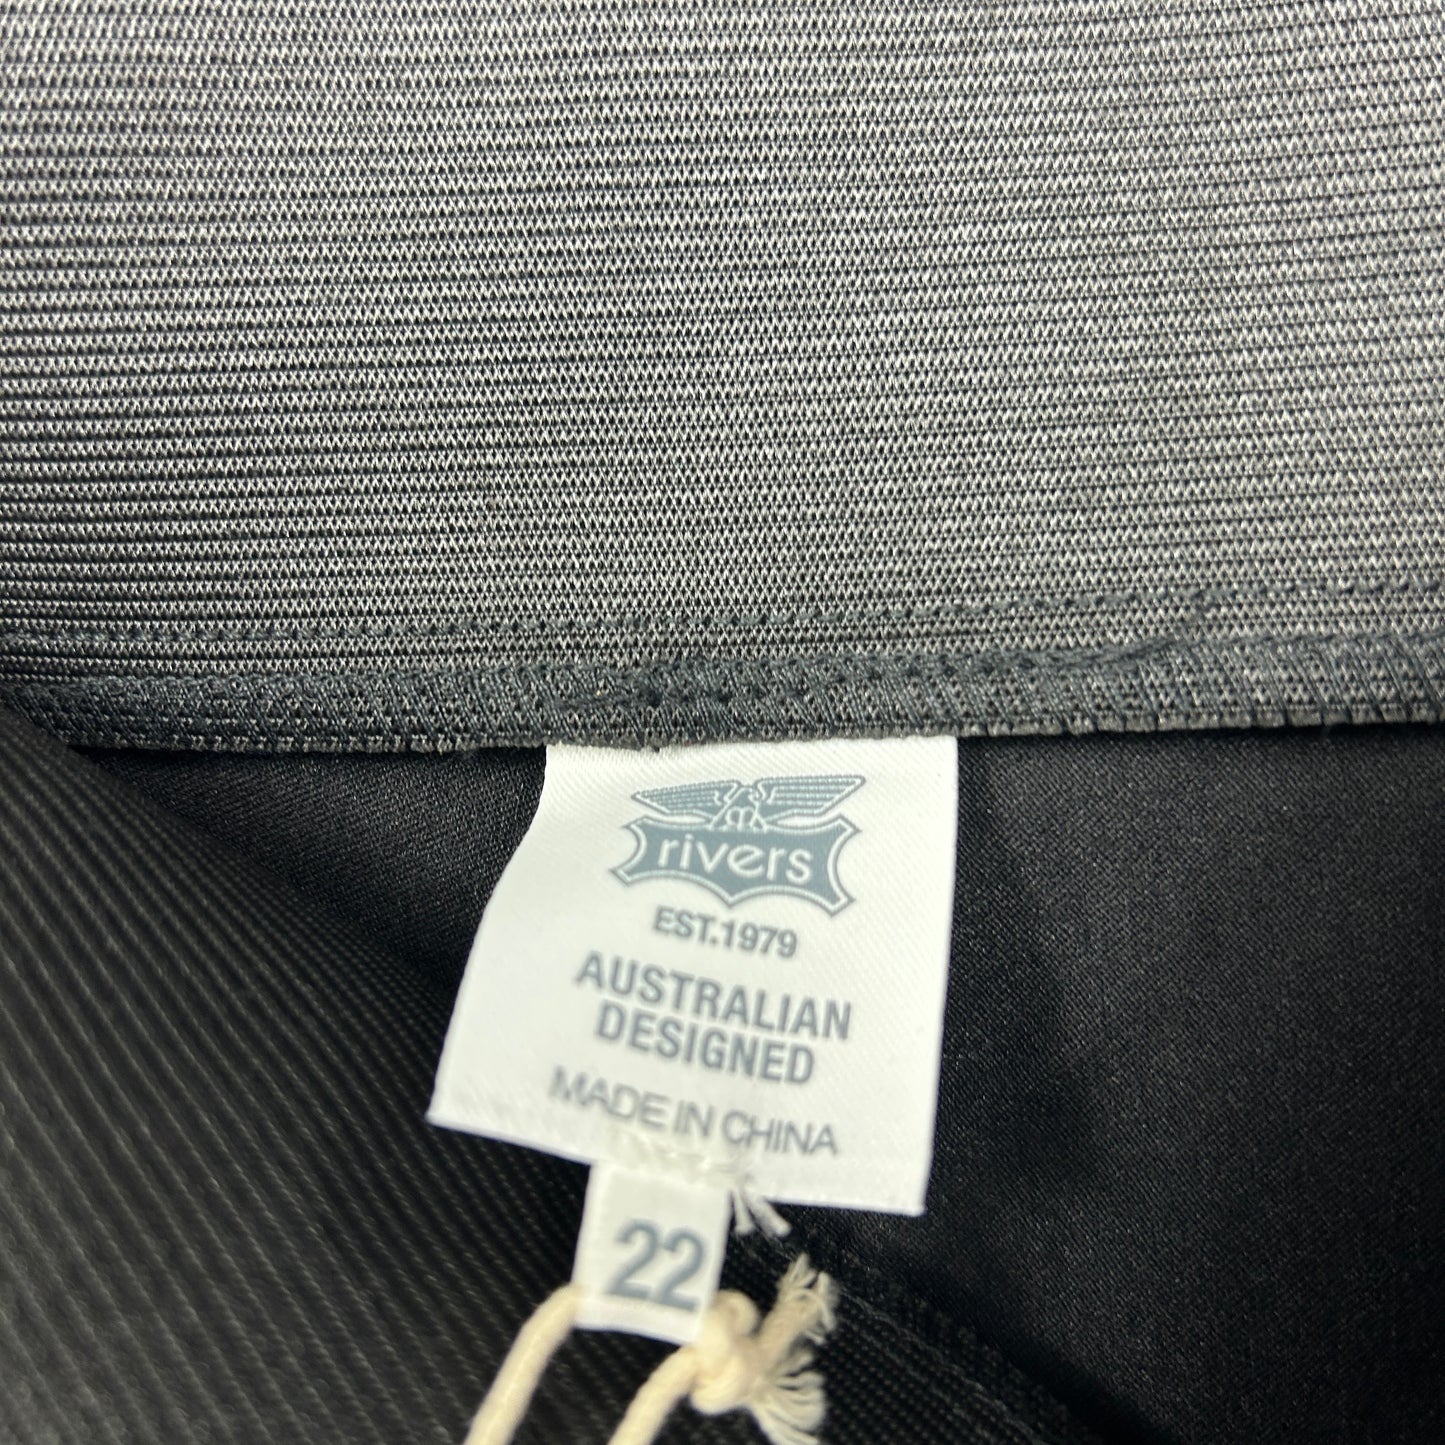 rivers
EST.1979
AUSTRALIAN
DESIGNED
MADE IN CHINA
22